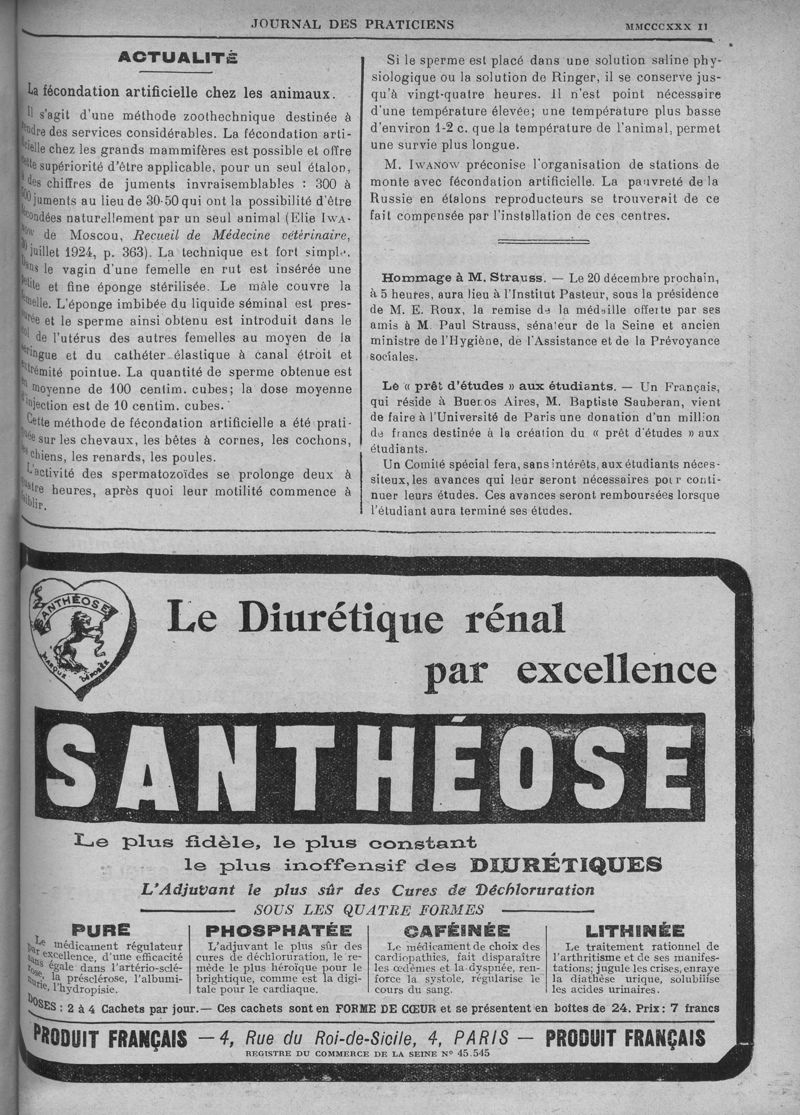 JOURNAL DES PRATICIENS
MMCCCXXX II
ACTUALITÉ
La fécondation artificielle chez les animaux.
Il s'agit d'une méthode zootechnique destinée à
rendre des services considérables. La fécondation arti-
ficielle chez les grands mammifères est possible et offre
cette supériorité d'être applicable, pour un seul étalon,
à des chiffres de juments invraisemblables : 300 à
juments au lieu de 30-50 qui ont la possibilité d'être
fécondées naturellement par un seul animal (Elie IWA-
NOW de Moscou, Recueil de Médecine vétérinaire,
juillet 1924, p. 363). La technique est fort simple.
Dans le vagin d'une femelle en rut est insérée une
petite et fine éponge stérilisée. Le mâle couvre la
femelle. L'éponge imbibée du liquide séminal est pres-
surée et le sperme ainsi obtenu est introduit dans le
col de l'utérus des autres femelles au moyen de la
seringue et du cathéter élastique à canal étroit et
extrémité pointue. La quantité de sperme obtenue est
en moyenne de 100 centim. cubes; la dose moyenne
d'injection est de 10 centim. cubes.
Cette méthode de fécondation artificielle a été prati-
quée sur les chevaux, les bêtes à cornes, les cochons,
les chiens, les renards, les poules.
L'activité des spermatozoïdes se prolonge deux à
quatre heures, après quoi leur motilité commence à
faiblir.
Si le sperme est placé dans une solution saline phy-
siologique ou la solution de Ringer, il se conserve jus-
qu'à vingt-quatre heures. Il n'est point nécessaire
d'une température élevée; une température plus basse
d'environ 1-2 c. que la température de l'animal, permet
une survie plus longue.
M. IWANOW préconise l'organisation de stations de
monte avec fécondation artificielle. La pauvreté de la
Russie en étalons reproducteurs se trouverait de ce
fait compensée par l'installation de ces centres.
Hommage à M. Strauss. — Le 20 décembre prochain,
à 5 heures, aura lieu à l'Institut Pasteur, sous la présidence
de M. E. Roux, la remise de la médaille offerte par ses
amis à M. Paul Strauss, sénateur de la Seine et ancien
ministre de l'Hygiène, de l'Assistance et de la Prévoyance
sociales.
Le « prêt d'études » aux étudiants. — Un Français,
qui réside à Buenos Aires, M. Baptiste Sauberan, vient
de faire à l'Université de Paris une donation d'un million
de francs destinée à la création du « prêt d'études » aux
étudiants.
Un Comité spécial fera, sans intérêts, aux étudiants néces-
siteux, les avances qui leur seront nécessaires pour conti-
nuer leurs études. Ces avances seront remboursées lorsque
l'étudiant aura terminé ses études.
SANTHÉOSE
MARQUE DÉPOSÉE
Le Diurétique rénal
par excellence
SANTHÉOSE
Le plus fidèle, le plus constant
le plus inoffensif des DIURÉTIQUES
L'Adjuvant le plus sûr des Cures de Déchloruration
SOUS LES QUATRE FORMES
PURE
Le médicament régulateur
par excellence, d'une efficacité
sans égale dans l'artério-sclé-
rose, la présclérose, l'albumi-
nurie, l'hydropisie.
PHOSPHATÉE
L'adjuvant le plus sûr des
cures de déchloruration, le re-
mède le plus héroïque pour le
brightique, comme est la digi-
tale pour le cardiaque.
CAFÉINÉE
Le médicament de choix des
cardiopathies, fait disparaître
les œdèmes et la dyspnée, ren-
force la systole, régularise le
cours du sang.
LITHINÉE
Le traitement rationnel de
l'arthritisme et de ses manifes-
tations; jugule les crises, enraye
la diathèse urique, solubilise
les acides urinaires.
DOSES : 2 à 4 Cachets par jour.— Ces cachets sont en FORME DE CŒUR et se présentent en boîtes de 24. Prix: 7 francs
PRODUIT FRANÇAIS — 4, Rue du Roi-de-Sicile, 4, PARIS — PRODUIT FRANÇAIS
REGISTRE DU COMMERCE DE LA SEINE N° 45.545